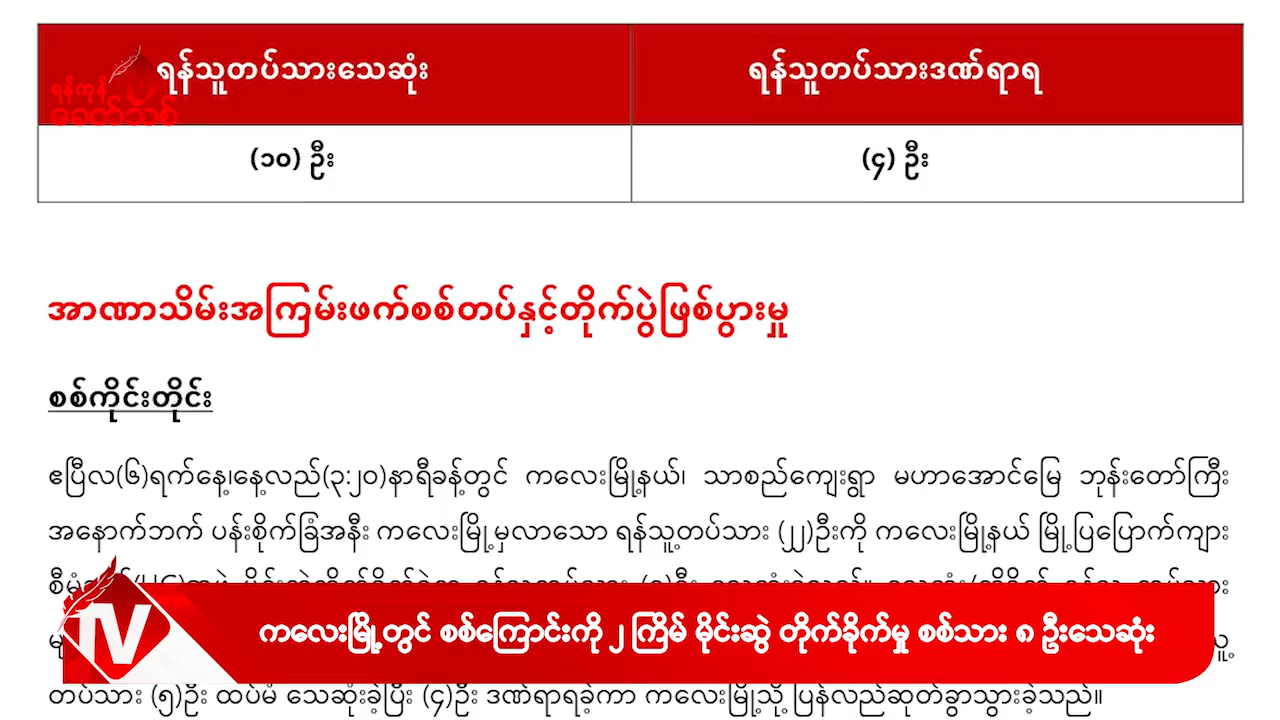 ရန်သူတပ်သားသေဆုံး
ရန်သူတပ်သားဒဏ်ရာရ
ရန်ကုန်
ခေတ်သစ်
(၁၀) ဦး
(၄) ဦး
အာဏာသိမ်းအကြမ်းဖက်စစ်တပ်နှင့်တိုက်ပွဲဖြစ်ပွားမှု
စစ်ကိုင်းတိုင်း
ဧပြီလ(၆)ရက်နေ့၊နေ့လည်(၃:၂၀)နာရီခန့်တွင် ကလေးမြို့နယ်၊ သာစည်ကျေးရွာ မဟာအောင်မြေ ဘုန်းတော်ကြီး
အနောက်ဘက် ပန်းစိုက်ခြံအနီး ကလေးမြို့မှလာသော ရန်သူ့တပ်သား (၂၂)ဦးကို ကလေးမြို့နယ် မြို့ပြပြောက်ကျား
TV
ကလေးမြို့တွင် စစ်ကြောင်းကို ၂ ကြိမ် မိုင်းဆွဲ တိုက်ခိုက်မှု စစ်သား ၈ ဦးသေဆုံး
တပ်သား (၅)ဦး ထပ်မံ သေဆုံးခဲ့ပြီး (၄)ဦး ဒဏ်ရာရခဲ့ကာ ကလေးမြို့သို့ ပြန်လည်ဆုတ်ခွာသွားခဲ့သည်။